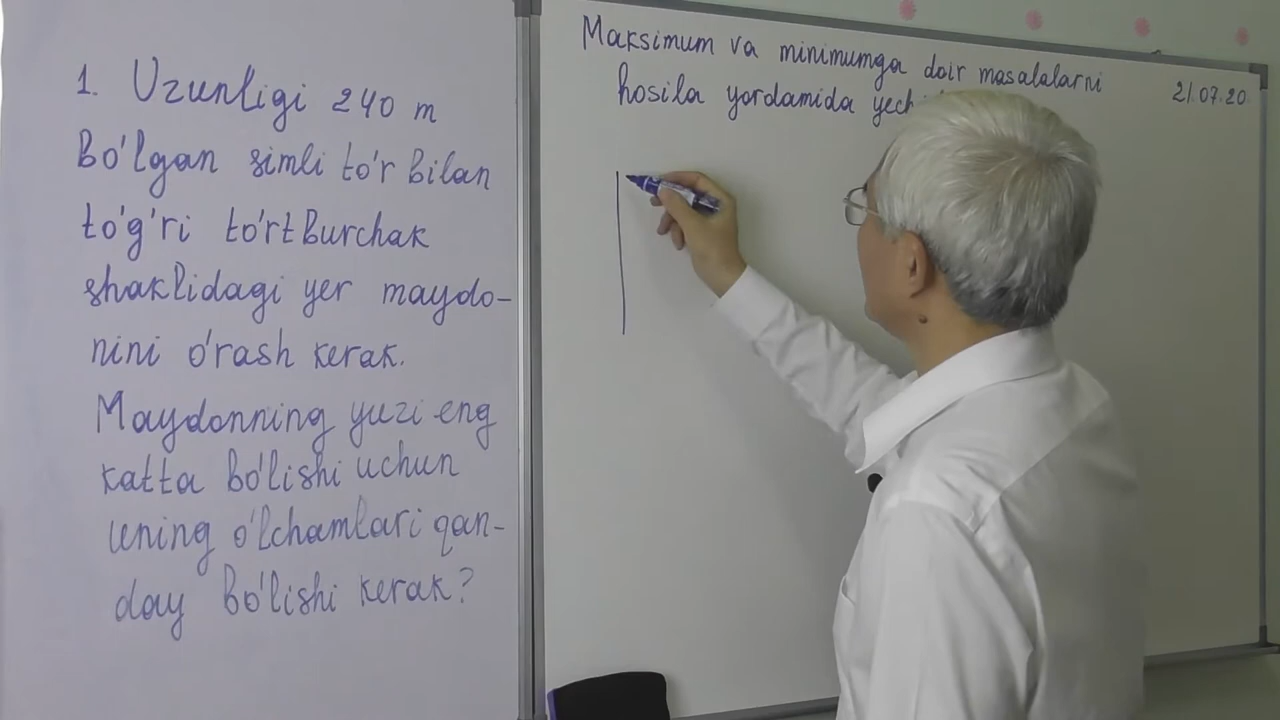 1. Uzunligi 240 m
bo'lgan simli to'r bilan
to'g'ri to'rtburchak
shaklidagi yer maydo-
nini o'rash kerak.
Maydonning yuzi eng
katta bo'lishi uchun
uning o'lchamlari qan-
day bo'lishi kerak?
Maksimum va minimumga doir masalalarni
hosila yordamida yech
21.07.20